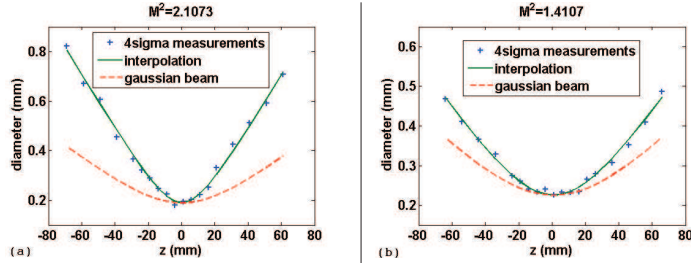 M²=2.1073
diameter (mm)
0.8
0.6
0.4
0.2
+ 4sigma measurements
interpolation
gaussian beam
-80 -60 -40 -20 0 20 40 60 80
z (mm)
(a)
M²=1.4107
diameter (mm)
0.6
0.5
0.4
0.3
0.2
+ 4sigma measurements
interpolation
gaussian beam
-80 -60 -40 -20 0 20 40 60 80
z (mm)
(b)